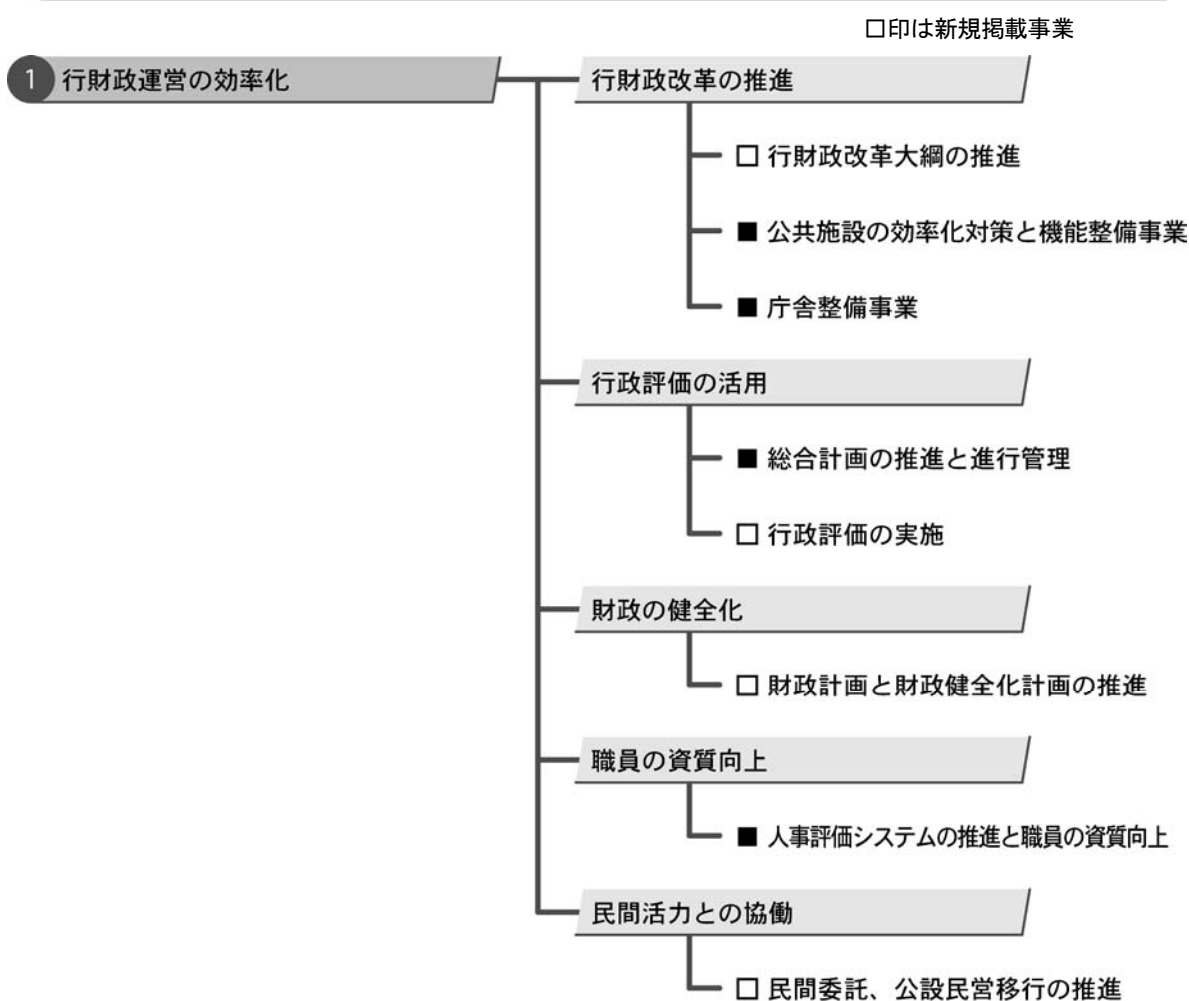 □印は新規掲載事業
1 行財政運営の効率化
行財政改革の推進
□ 行財政改革大綱の推進
■ 公共施設の効率化対策と機能整備事業
■ 庁舎整備事業
行政評価の活用
■ 総合計画の推進と進行管理
□ 行政評価の実施
財政の健全化
□ 財政計画と財政健全化計画の推進
職員の資質向上
■ 人事評価システムの推進と職員の資質向上
民間活力との協働
□ 民間委託、公設民営移行の推進